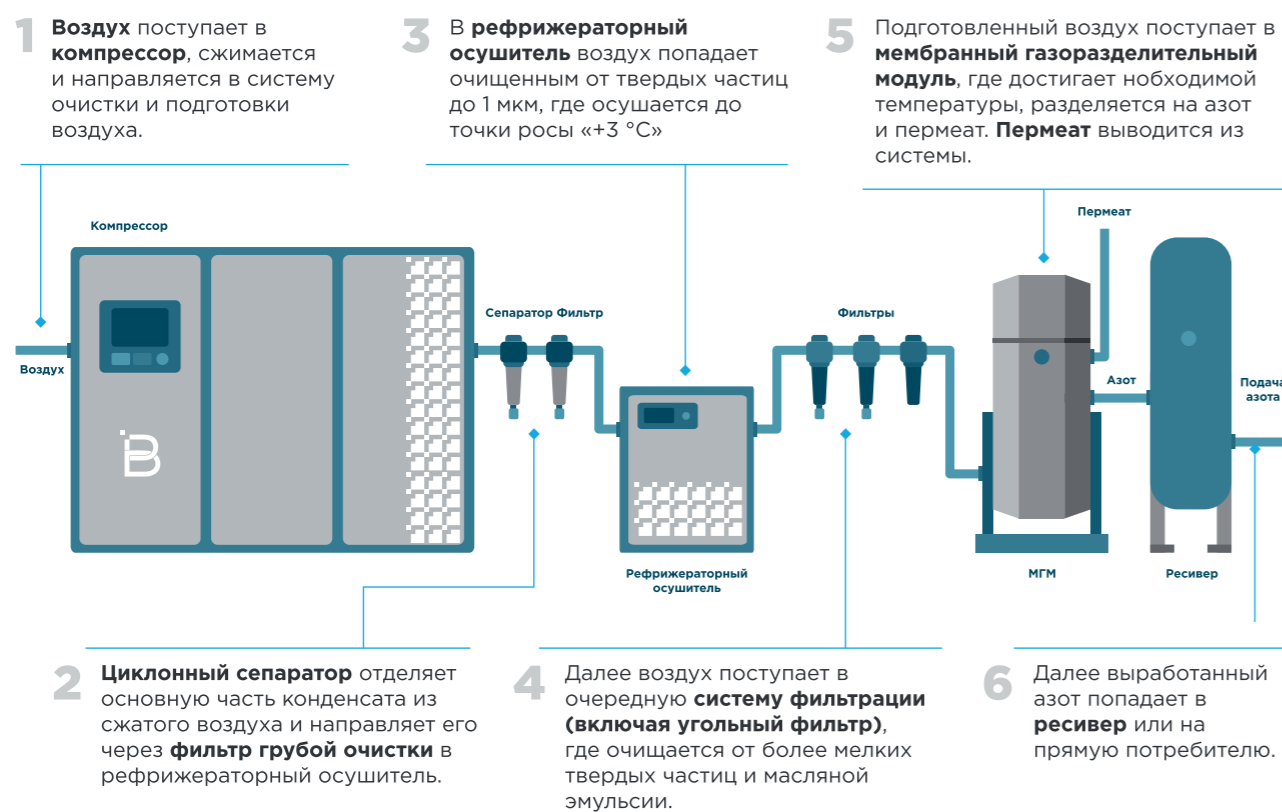 1
Воздух поступает в
компрессор, сжимается
и направляется в систему
очистки и подготовки
воздуха.
3
В рефрижераторный
осушитель воздух попадает
очищенным от твердых частиц
до 1 мкм, где осушается до
точки росы «+3 °С»
5
Подготовленный воздух поступает в
мембранный газоразделительный
модуль, где достигает нобходимой
температуры, разделяется на азот
и пермеат. Пермеат выводится из
системы.
Компрессор
Воздух
Сепаратор Фильтр
Рефрижераторный
осушитель
Фильтры
Пермеат
МГМ
Азот
Ресивер
Подача
азота
2
Циклонный сепаратор отделяет
основную часть конденсата из
сжатого воздуха и направляет его
через фильтр грубой очистки в
рефрижераторный осушитель.
4
Далее воздух поступает в
очередную систему фильтрации
(включая угольный фильтр),
где очищается от более мелких
твердых частиц и масляной
эмульсии.
6
Далее выработанный
азот попадает в
ресивер или на
прямую потребителю.